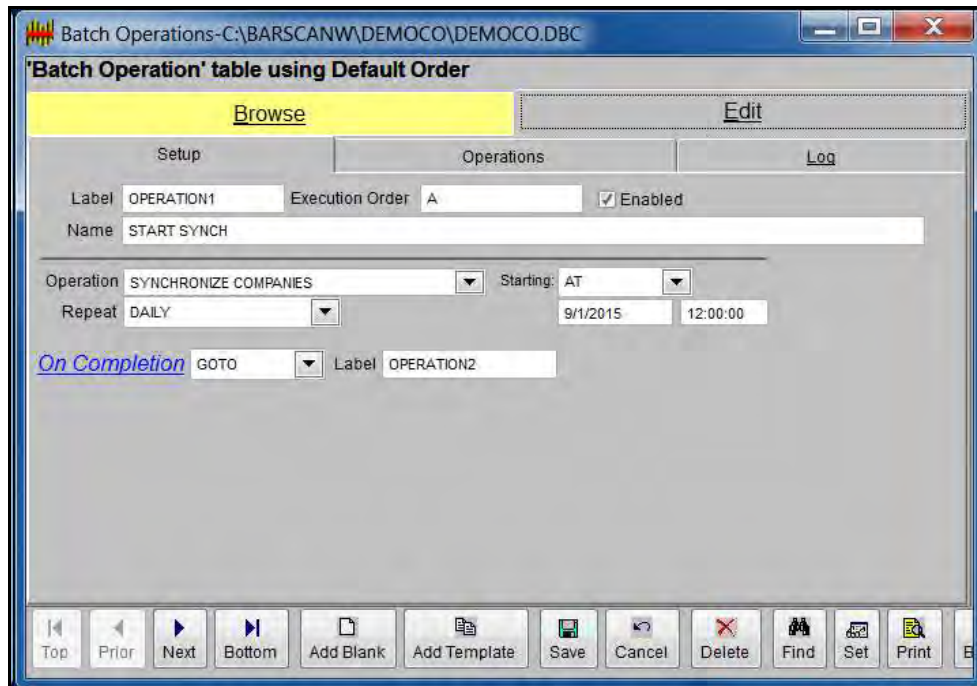 Batch Operations-C:\BARSCANW\DEMOCO\DEMOCO.DBC
'Batch Operation' table using Default Order
Browse Edit
Setup Operations Log
Label OPERATION1 Execution Order A Enabled
Name START SYNCH
Operation SYNCHRONIZE COMPANIES Starting: AT
Repeat DAILY 9/1/2015 12:00:00
On Completion GOTO Label OPERATION2
Top Prior Next Bottom Add Blank Add Template Save Cancel Delete Find Set Print